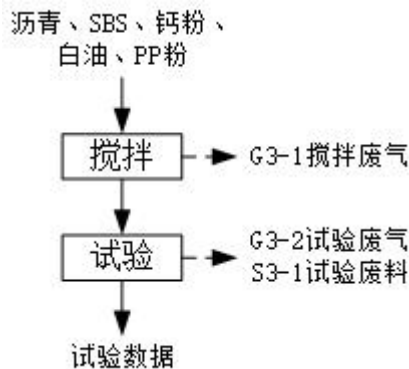 沥青、SBS、钙粉、
白油、PP粉
搅拌
G3-1搅拌废气
试验
G3-2试验废气
S3-1试验废料
试验数据